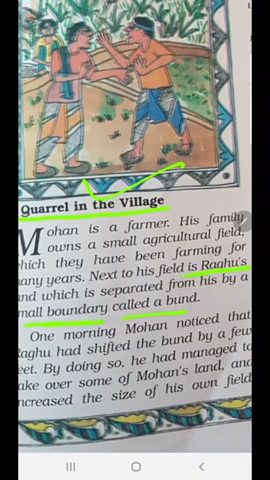 Quarrel in the Village
Mohan is a farmer. His family
owns a small agricultural field,
which they have been farming for
many years. Next to his field is Raghu's
land which is separated from his by a
small boundary called a bund.
One morning Mohan noticed that
Raghu had shifted the bund by a few
feet. By doing so, he had managed to
take over some of Mohan's land, and
increased the size of his own field